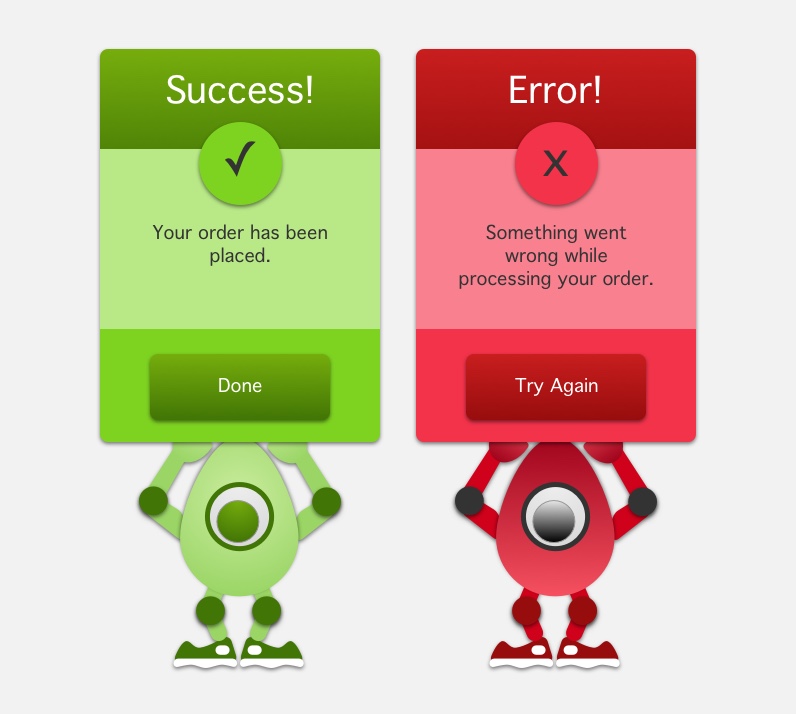 Success!
✓
Your order has been
placed.
Done
Error!
x
Something went
wrong while
processing your order.
Try Again